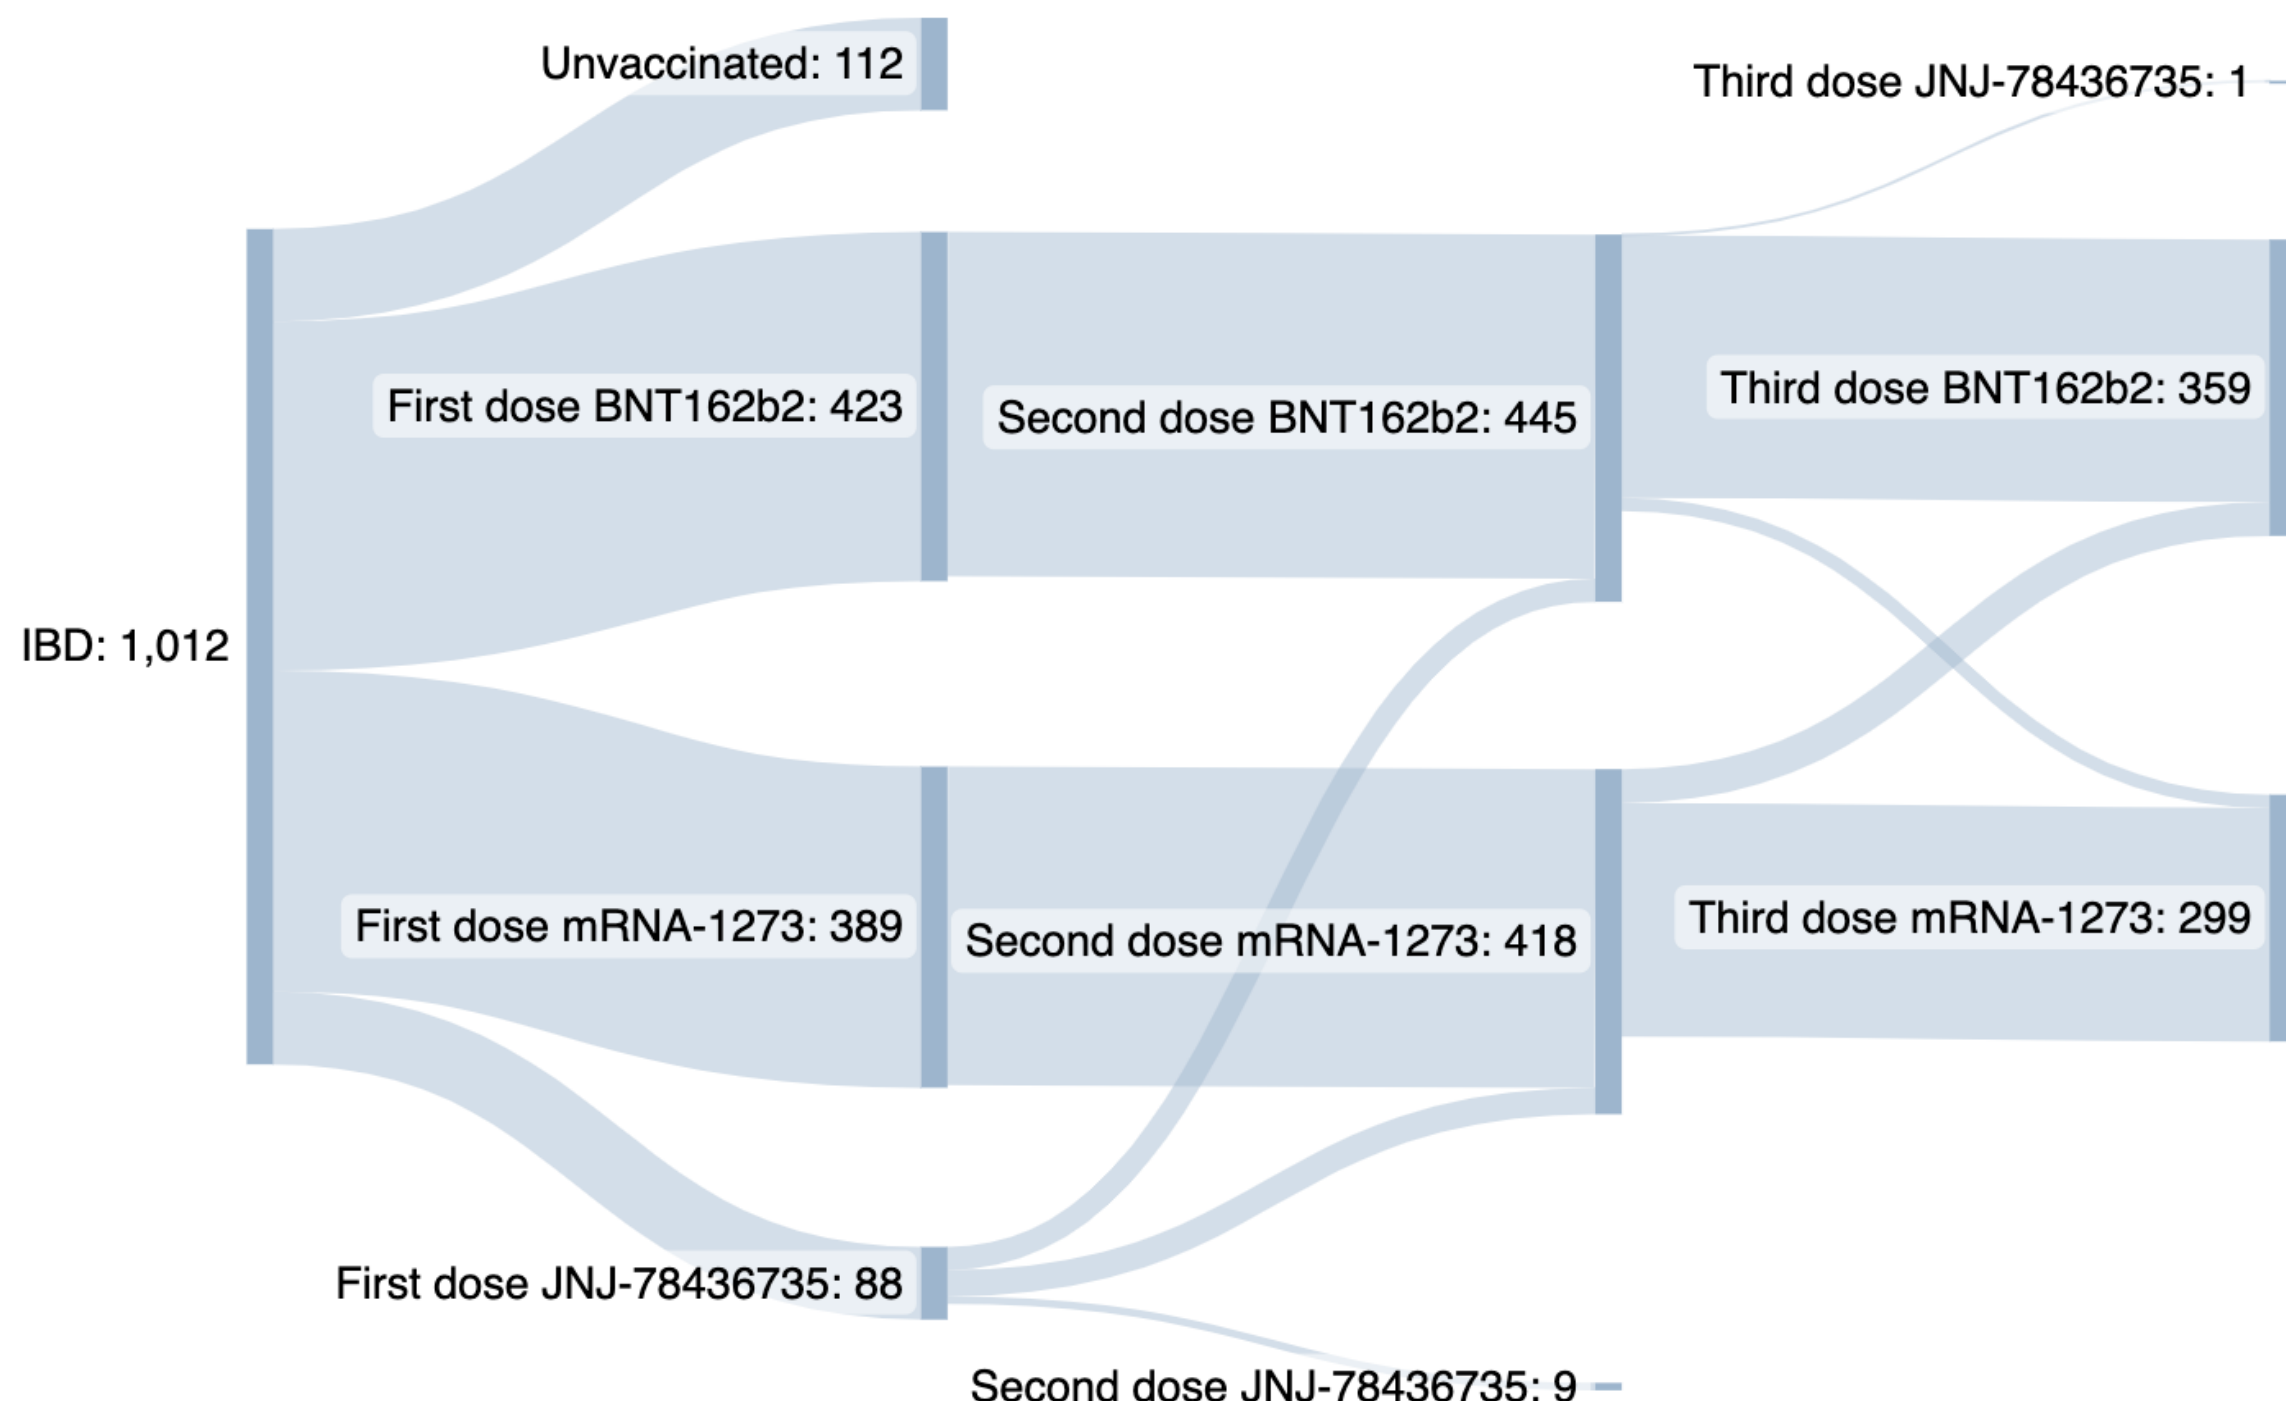 Unvaccinated: 112
Third dose JNJ-78436735: 1
First dose BNT162b2: 423
Second dose BNT162b2: 445
Third dose BNT162b2: 359
IBD: 1,012
First dose mRNA-1273: 389
Second dose mRNA-1273: 418
Third dose mRNA-1273: 299
First dose JNJ-78436735: 88
Second dose JNJ-78436735: 9